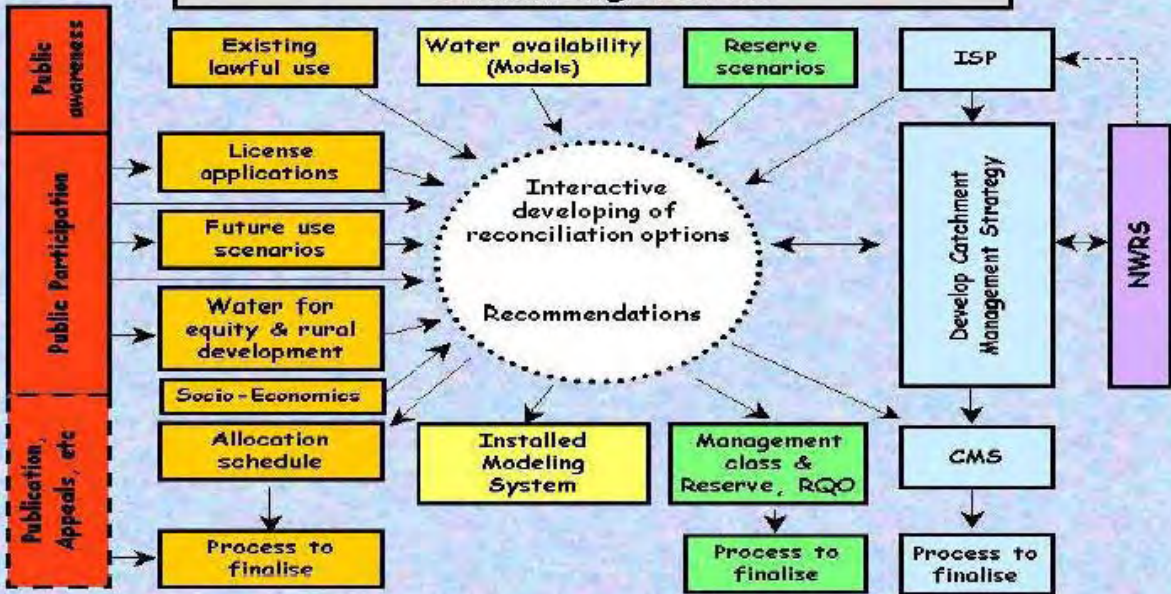 Public
awareness
Public Participation
Publication,
Appeals, etc
Existing
lawful use
Water availability
(Models)
Reserve
scenarios
ISP
License
applications
Future use
scenarios
Water for
equity & rural
development
Socio-Economics
Interactive
developing of
reconciliation options
Recommendations
Develop Catchment
Management Strategy
NWRS
Allocation
schedule
Installed
Modeling
System
Management
class &
Reserve, RQO
CMS
Process to
finalise
Process to
finalise
Process to
finalise